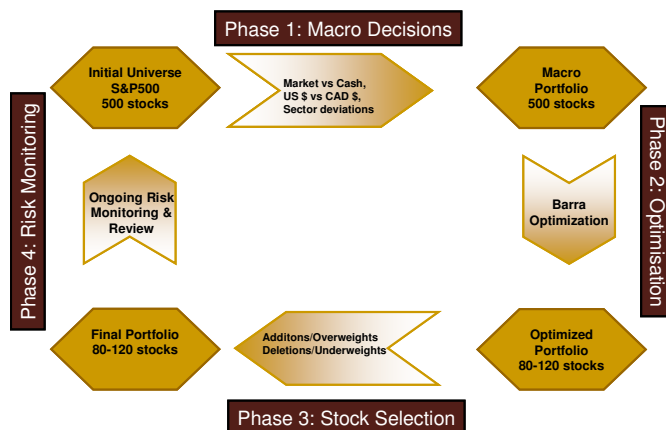 Phase 1: Macro Decisions
Initial Universe
S&P500
500 stocks
Market vs Cash,
US $ vs CAD $,
Sector deviations
Macro
Portfolio
500 stocks
Phase 2: Optimisation
Barra
Optimization
Optimized
Portfolio
80-120 stocks
Additons/Overweights
Deletions/Underweights
Phase 3: Stock Selection
Final Portfolio
80-120 stocks
Phase 4: Risk Monitoring
Ongoing Risk
Monitoring &
Review